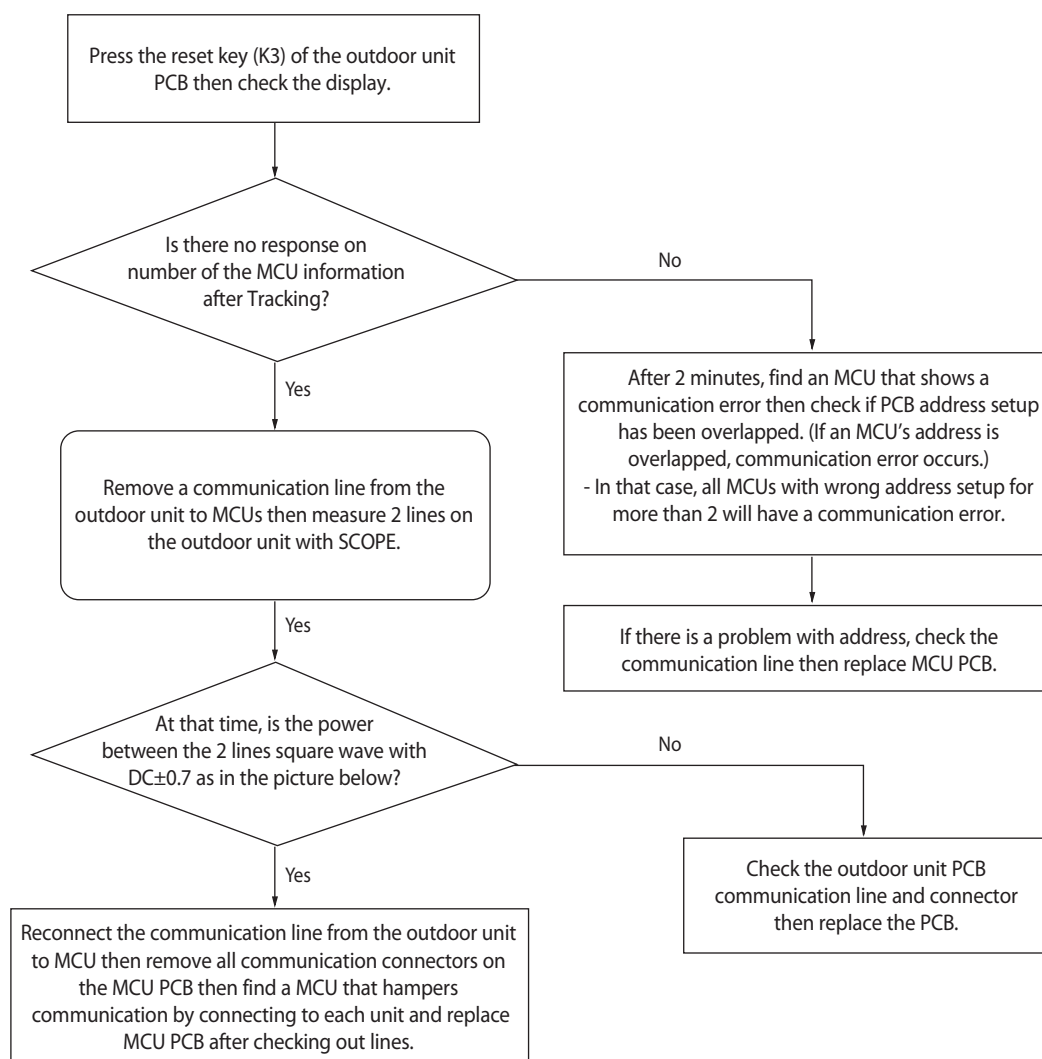 Press the reset key (K3) of the outdoor unit
PCB then check the display.
Is there no response on
number of the MCU information
after Tracking?
No
Yes
After 2 minutes, find an MCU that shows a
communication error then check if PCB address setup
has been overlapped. (If an MCU's address is
overlapped, communication error occurs.)
- In that case, all MCUs with wrong address setup for
more than 2 will have a communication error.
Remove a communication line from the
outdoor unit to MCUs then measure 2 lines on
the outdoor unit with SCOPE.
If there is a problem with address, check the
communication line then replace MCU PCB.
Yes
At that time, is the power
between the 2 lines square wave with
DC±0.7 as in the picture below?
No
Yes
Check the outdoor unit PCB
communication line and connector
then replace the PCB.
Reconnect the communication line from the outdoor unit
to MCU then remove all communication connectors on
the MCU PCB then find a MCU that hampers
communication by connecting to each unit and replace
MCU PCB after checking out lines.